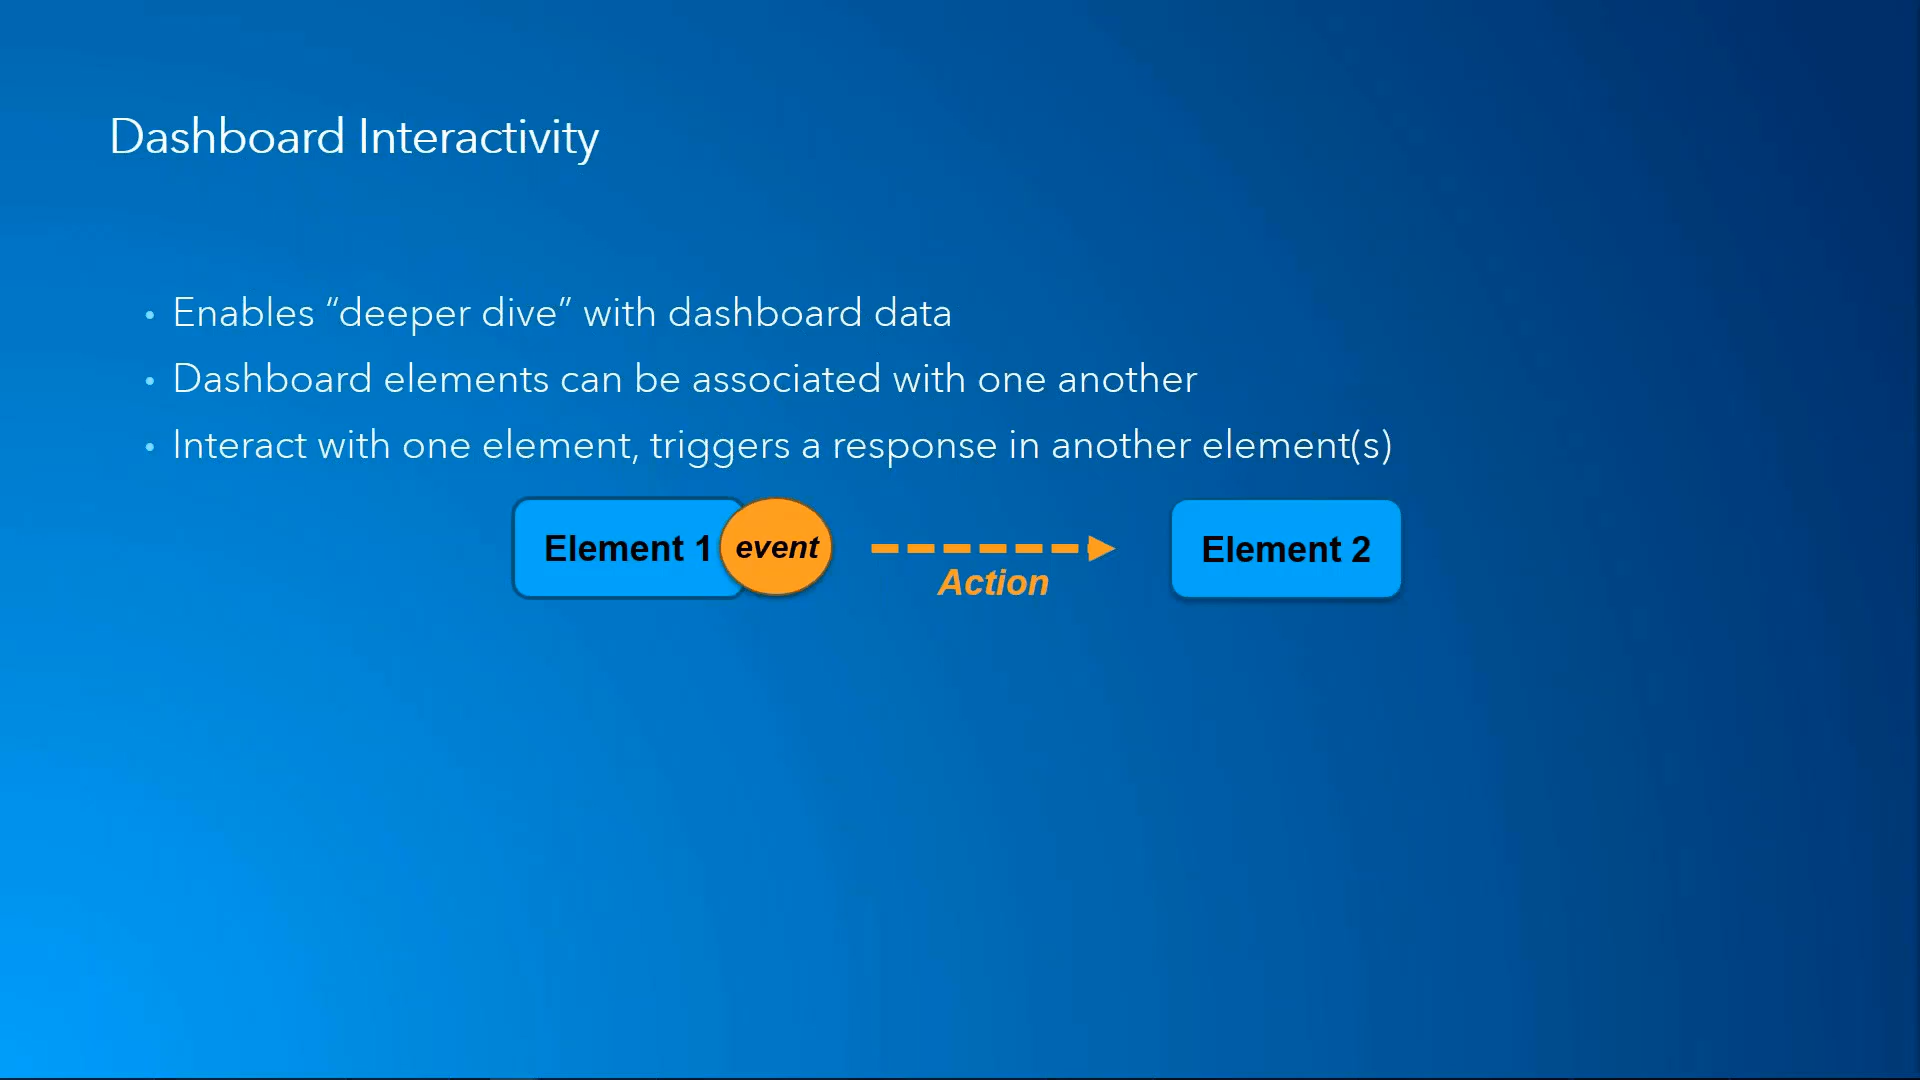 Dashboard Interactivity
• Enables “deeper dive” with dashboard data
• Dashboard elements can be associated with one another
• Interact with one element, triggers a response in another element(s)
Element 1 event
Action
Element 2